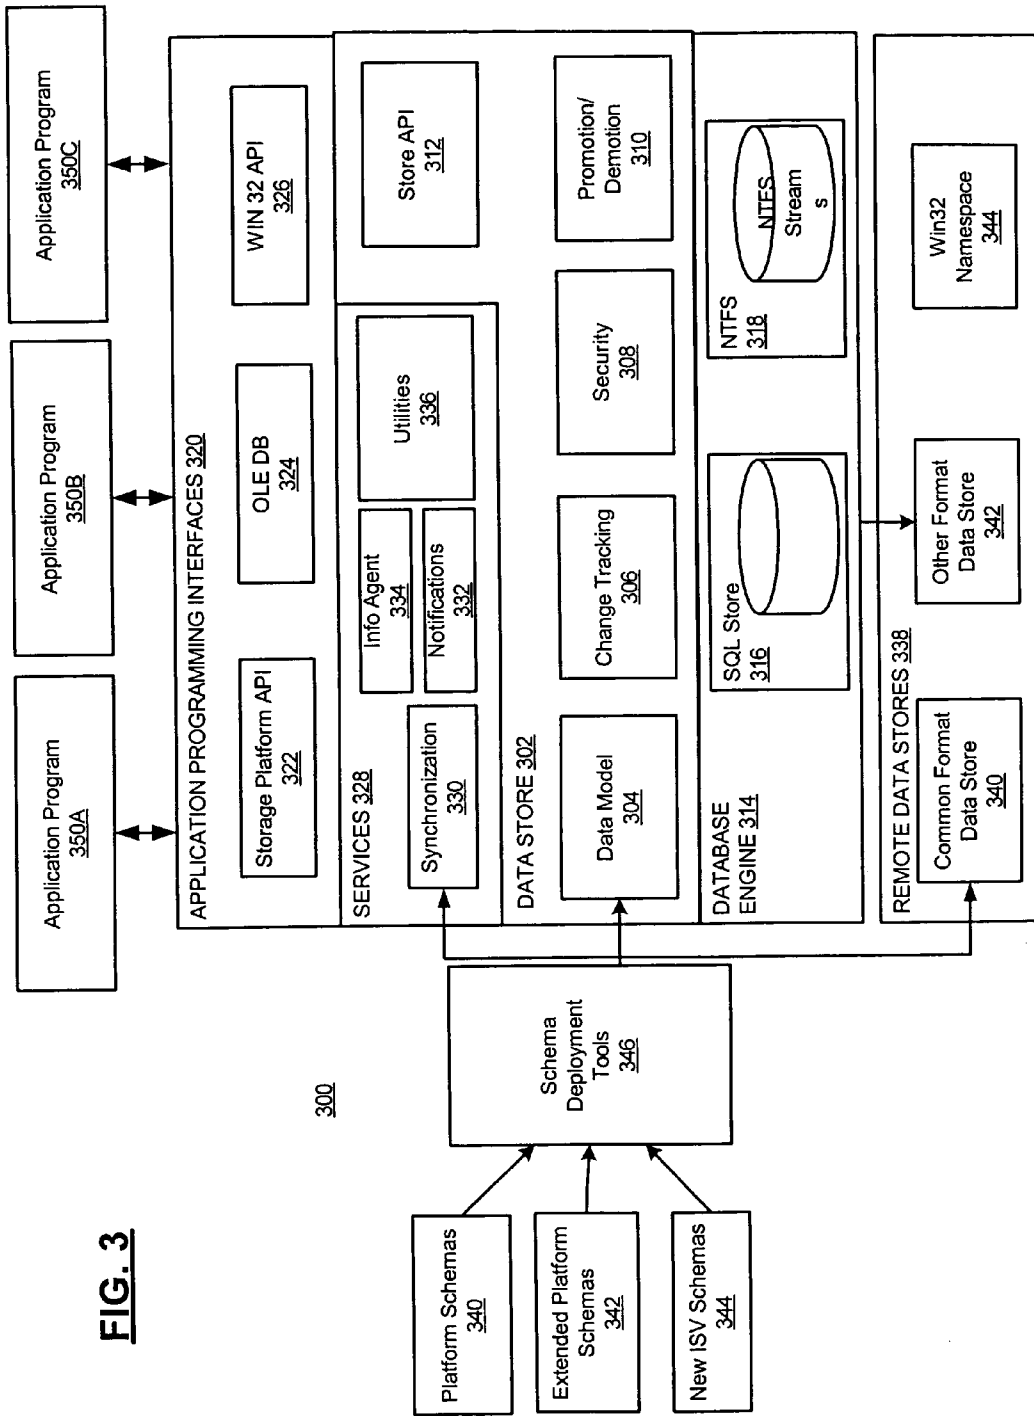 FIG. 3
300
Application Program
350A
Application Program
350B
Application Program
350C
APPLICATION PROGRAMMING INTERFACES 320
Storage Platform API
322
OLE DB
324
WIN 32 API
326
SERVICES 328
Synchronization
330
Info Agent
334
Notifications
332
Utilities
336
Store API
312
DATA STORE 302
Data Model
304
Change Tracking
306
Security
308
Promotion/
Demotion
310
DATABASE
ENGINE 314
SQL Store
316
NTFS
318
NTFS
Stream
s
REMOTE DATA STORES 338
Common Format
Data Store
340
Other Format
Data Store
342
Win32
Namespace
344
Schema
Deployment
Tools
346
Platform Schemas
340
Extended Platform
Schemas
342
New ISV Schemas
344